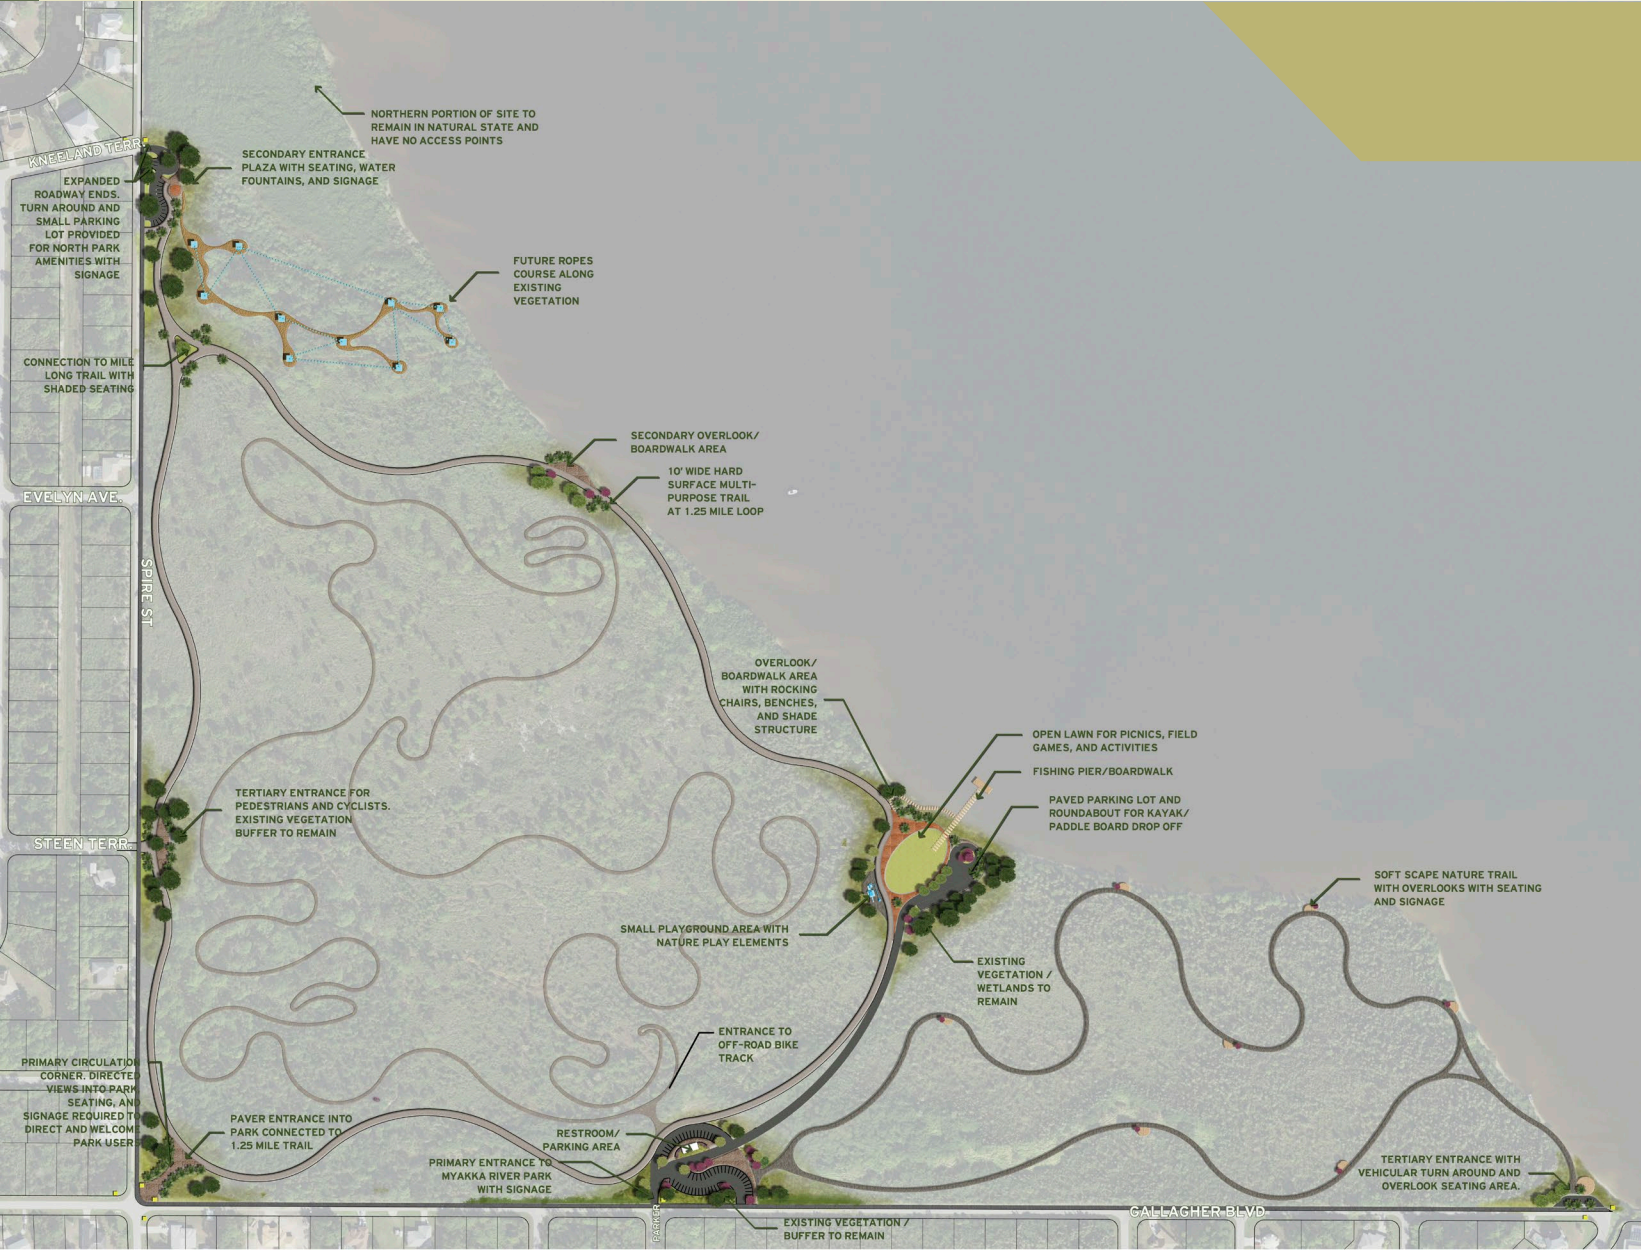 NORTHERN PORTION OF SITE TO
REMAIN IN NATURAL STATE AND
HAVE NO ACCESS POINTS
KNEELAND TERR.
SECONDARY ENTRANCE
PLAZA WITH SEATING, WATER
FOUNTAINS, AND SIGNAGE
EXPANDED
ROADWAY ENDS.
TURN AROUND AND
SMALL PARKING
LOT PROVIDED
FOR NORTH PARK
AMENITIES WITH
SIGNAGE
FUTURE ROPES
COURSE ALONG
EXISTING
VEGETATION
CONNECTION TO MILE
LONG TRAIL WITH
SHADED SEATING
SECONDARY OVERLOOK/
BOARDWALK AREA
10' WIDE HARD
SURFACE MULTI-
PURPOSE TRAIL
AT 1.25 MILE LOOP
EVELYN AVE.
SPIRE ST
OVERLOOK/
BOARDWALK AREA
WITH ROCKING
CHAIRS, BENCHES,
AND SHADE
STRUCTURE
OPEN LAWN FOR PICNICS, FIELD
GAMES, AND ACTIVITIES
FISHING PIER/BOARDWALK
PAVED PARKING LOT AND
ROUNDABOUT FOR KAYAK/
PADDLE BOARD DROP OFF
TERTIARY ENTRANCE FOR
PEDESTRIANS AND CYCLISTS.
EXISTING VEGETATION
BUFFER TO REMAIN
STEEN TERR.
SOFT SCAPE NATURE TRAIL
WITH OVERLOOKS WITH SEATING
AND SIGNAGE
SMALL PLAYGROUND AREA WITH
NATURE PLAY ELEMENTS
EXISTING
VEGETATION /
WETLANDS TO
REMAIN
ENTRANCE TO
OFF-ROAD BIKE
TRACK
PRIMARY CIRCULATION
CORNER. DIRECTED
VIEWS INTO PARK,
SEATING, AND
SIGNAGE REQUIRED TO
DIRECT AND WELCOME
PARK USERS
PAVER ENTRANCE INTO
PARK CONNECTED TO
1.25 MILE TRAIL
RESTROOM/
PARKING AREA
PRIMARY ENTRANCE TO
MYAKKA RIVER PARK
WITH SIGNAGE
TERTIARY ENTRANCE WITH
VEHICULAR TURN AROUND AND
OVERLOOK SEATING AREA.
PARKER
GALLAGHER BLVD.
EXISTING VEGETATION /
BUFFER TO REMAIN